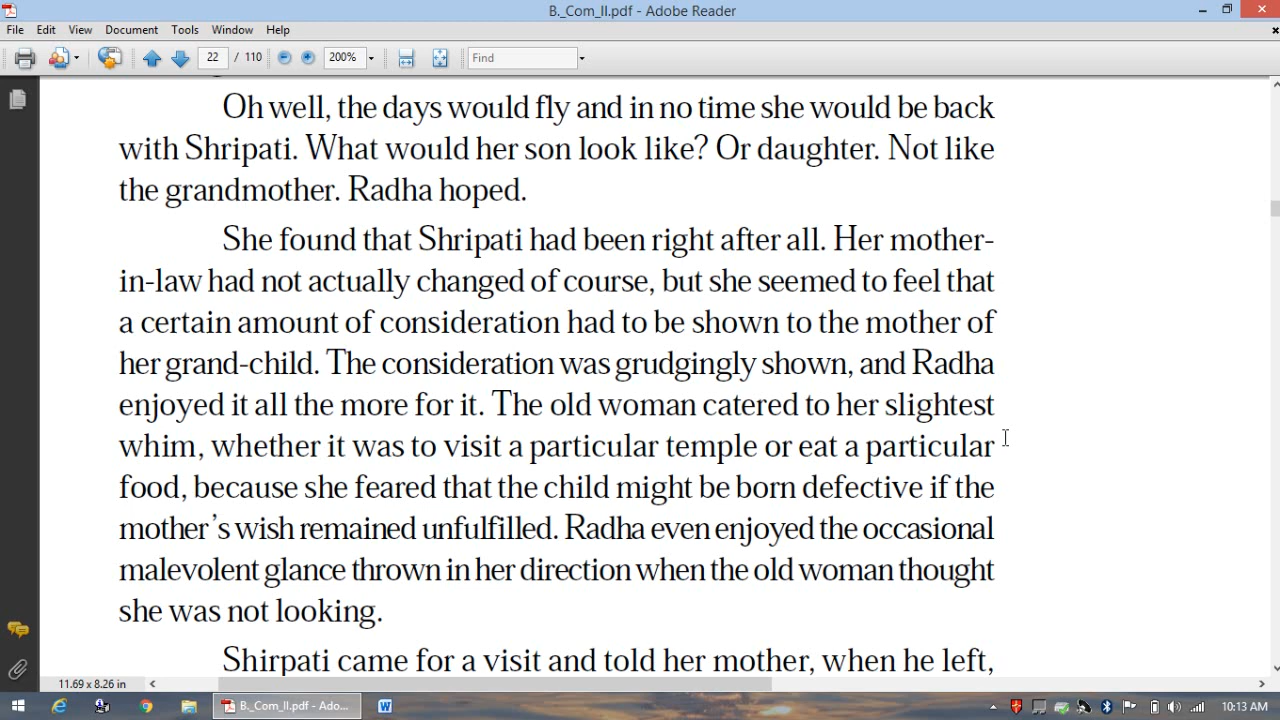 B._Com_II.pdf - Adobe Reader
File Edit View Document Tools Window Help
22 / 110 200% Find
Oh well, the days would fly and in no time she would be back
with Shripati. What would her son look like? Or daughter. Not like
the grandmother. Radha hoped.
She found that Shripati had been right after all. Her mother-
in-law had not actually changed of course, but she seemed to feel that
a certain amount of consideration had to be shown to the mother of
her grand-child. The consideration was grudgingly shown, and Radha
enjoyed it all the more for it. The old woman catered to her slightest
whim, whether it was to visit a particular temple or eat a particular
food, because she feared that the child might be born defective if the
mother's wish remained unfulfilled. Radha even enjoyed the occasional
malevolent glance thrown in her direction when the old woman thought
she was not looking.
Shirpati came for a visit and told her mother, when he left,
11.69 x 8.26 in
B._Com_II.pdf - Ado... 10:13 AM